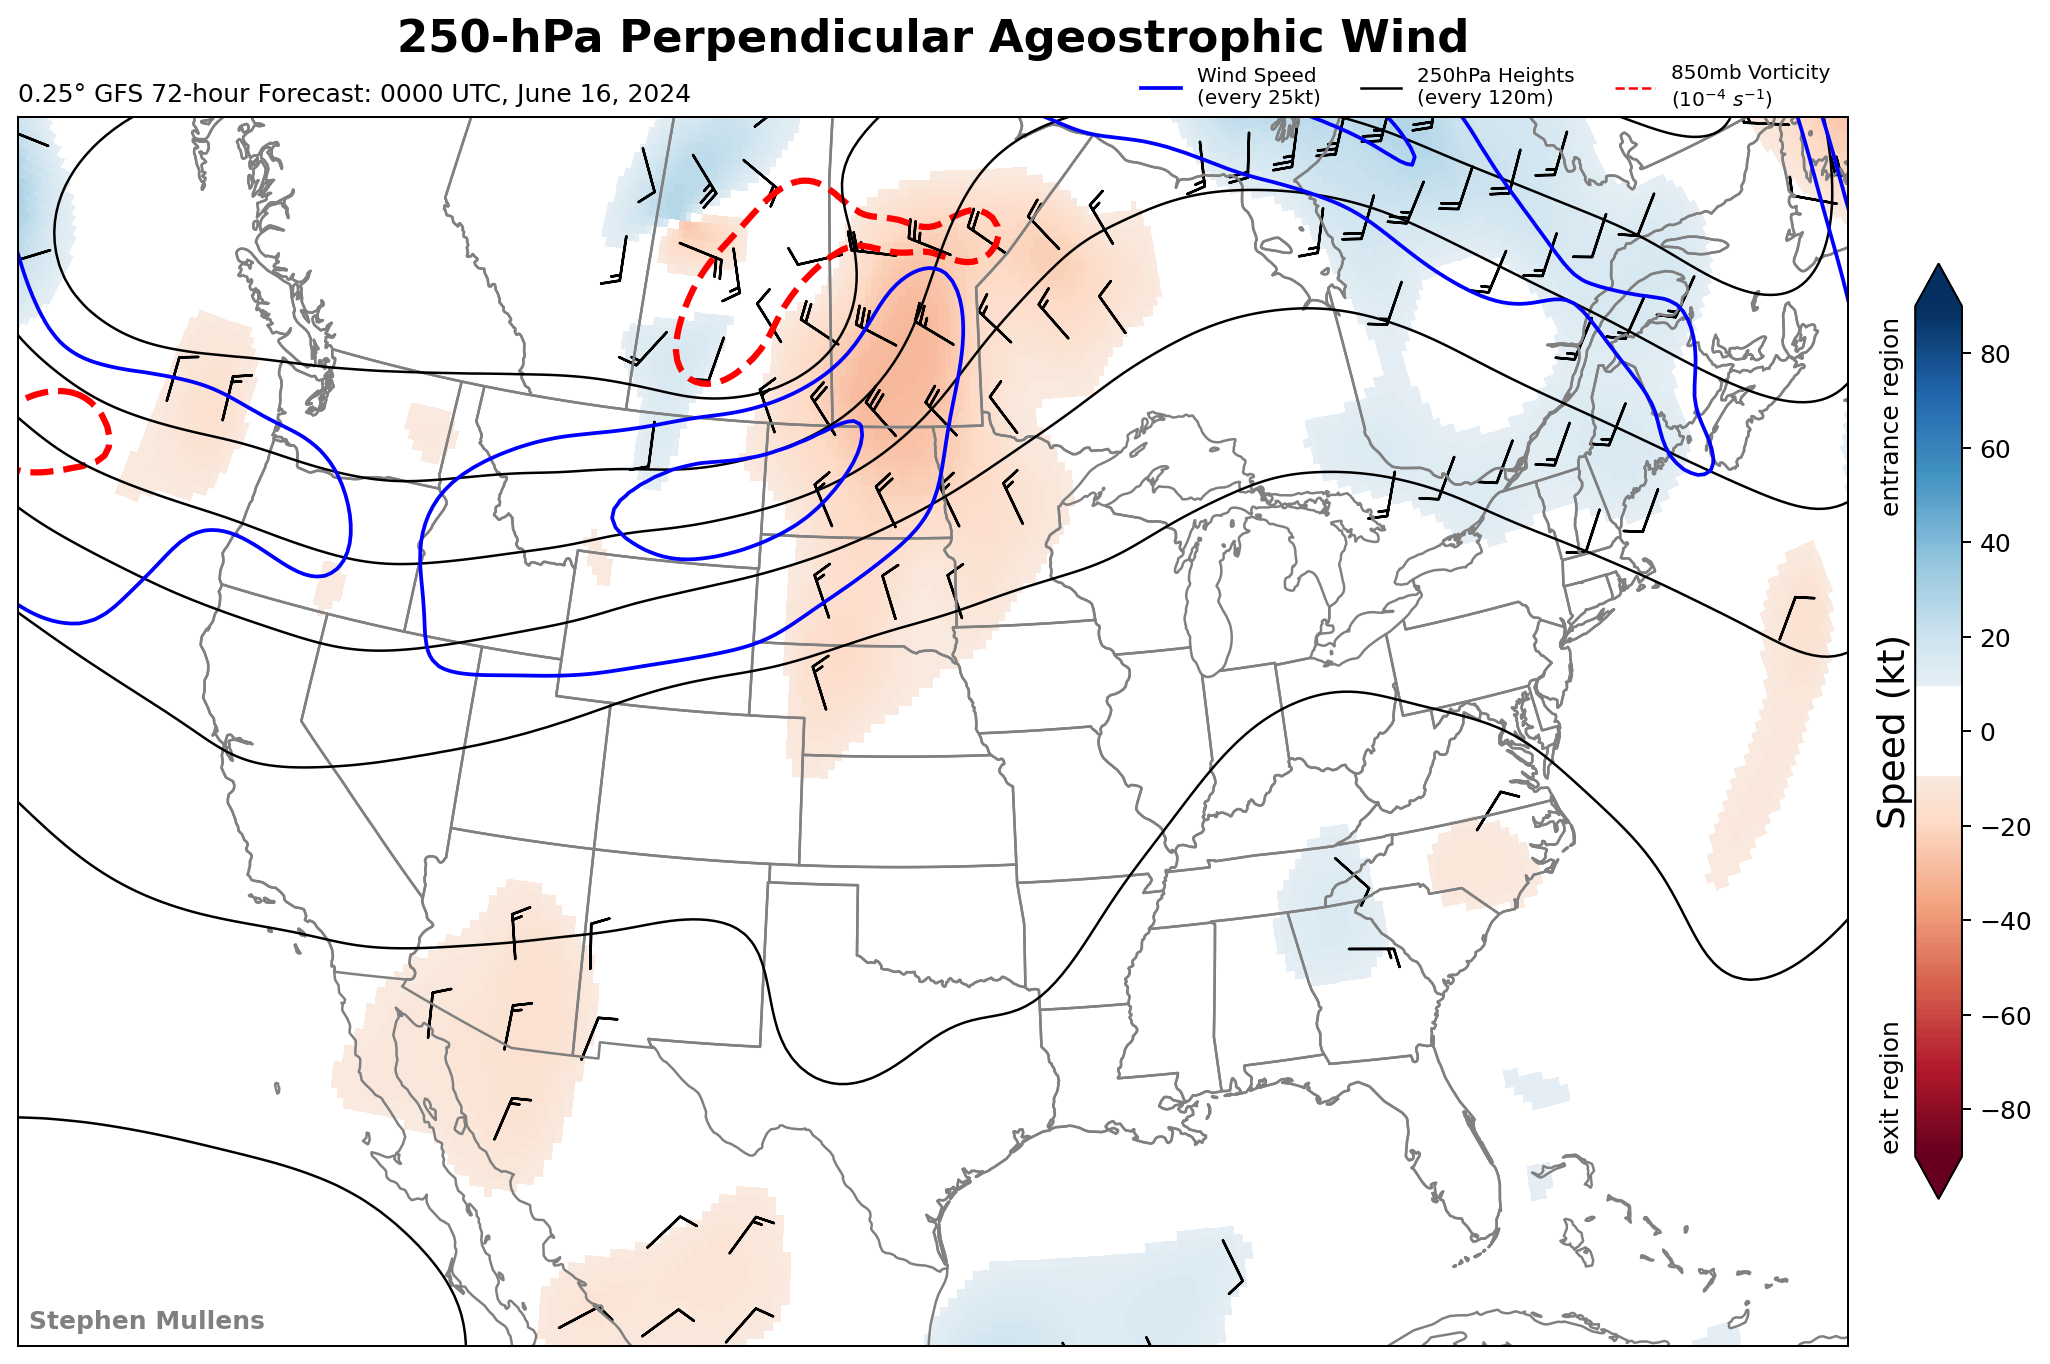 250-hPa Perpendicular Ageostrophic Wind
0.25° GFS 72-hour Forecast: 0000 UTC, June 16, 2024
Wind Speed
(every 25kt)
250hPa Heights
(every 120m)
850mb Vorticity
(10⁻⁴ s⁻¹)
entrance region
Speed (kt)
exit region
80
60
40
20
0
−20
−40
−60
−80
Stephen Mullens